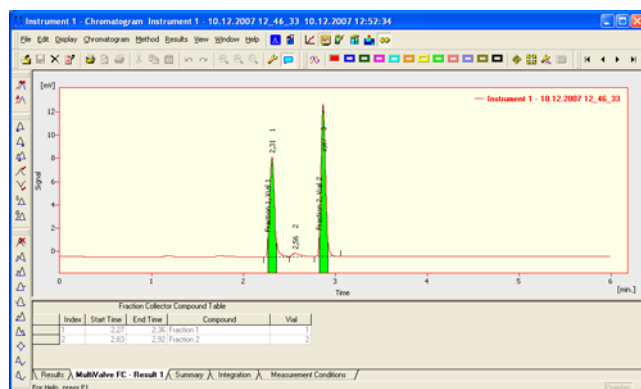 Instrument 1 - Chromatogram Instrument 1 - 10.12.2007 12_46_33 10.12.2007 12:52:34
File Edit Display Chromatogram Method Results View Window Help
[mV]
Instrument 1 - 10.12.2007 12_46_33
12
10
8
6
4
2
0
Signal
2,31 1
Fraction 1, Vial 1
2,56 2
3
Fraction 2, Vial 2
0 1 2 3 4 5 6
Time
[min.]
Fraction Collector Compound Table
Index Start Time End Time Compound Vial
1 2,27 2,36 Fraction 1 1
2 2,83 2,92 Fraction 2 2
Results MultiValve FC - Result 1 Summary Integration Measurement Conditions
For Help, press F1
Overlay